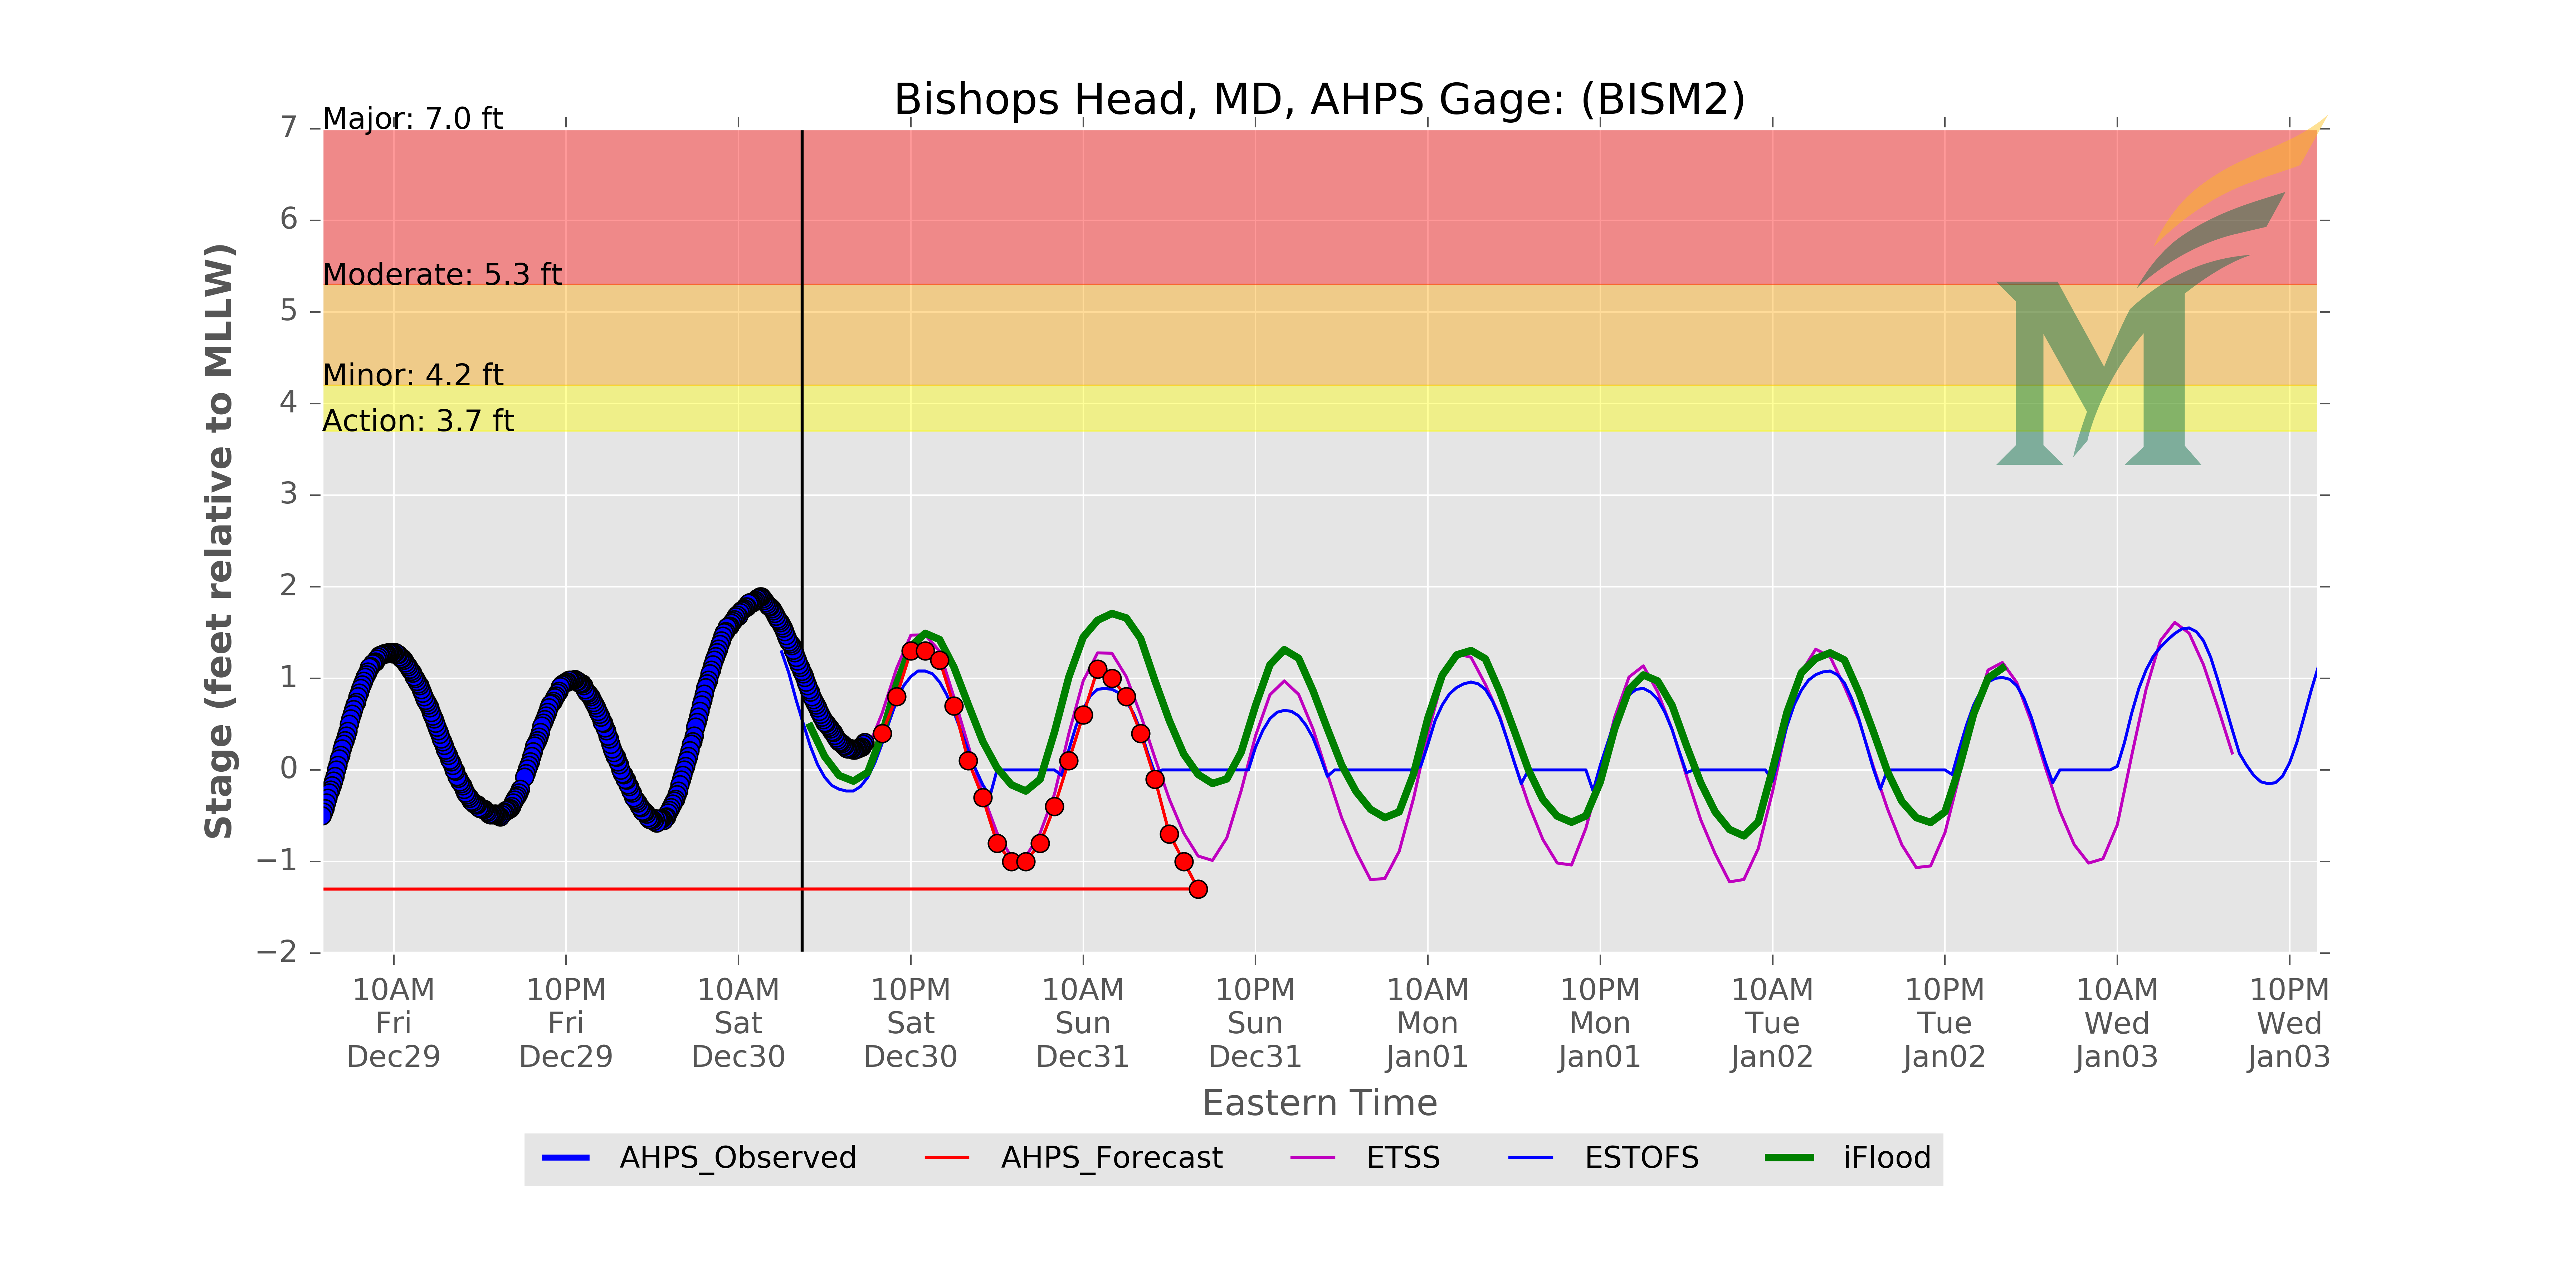 Bishops Head, MD, AHPS Gage: (BISM2)
Major: 7.0 ft
Moderate: 5.3 ft
Minor: 4.2 ft
Action: 3.7 ft
Stage (feet relative to MLLW)
7
6
5
4
3
2
1
0
−1
−2
10AM Fri Dec29
10PM Fri Dec29
10AM Sat Dec30
10PM Sat Dec30
10AM Sun Dec31
10PM Sun Dec31
10AM Mon Jan01
10PM Mon Jan01
10AM Tue Jan02
10PM Tue Jan02
10AM Wed Jan03
10PM Wed Jan03
Eastern Time
AHPS_Observed AHPS_Forecast ETSS ESTOFS iFlood
M